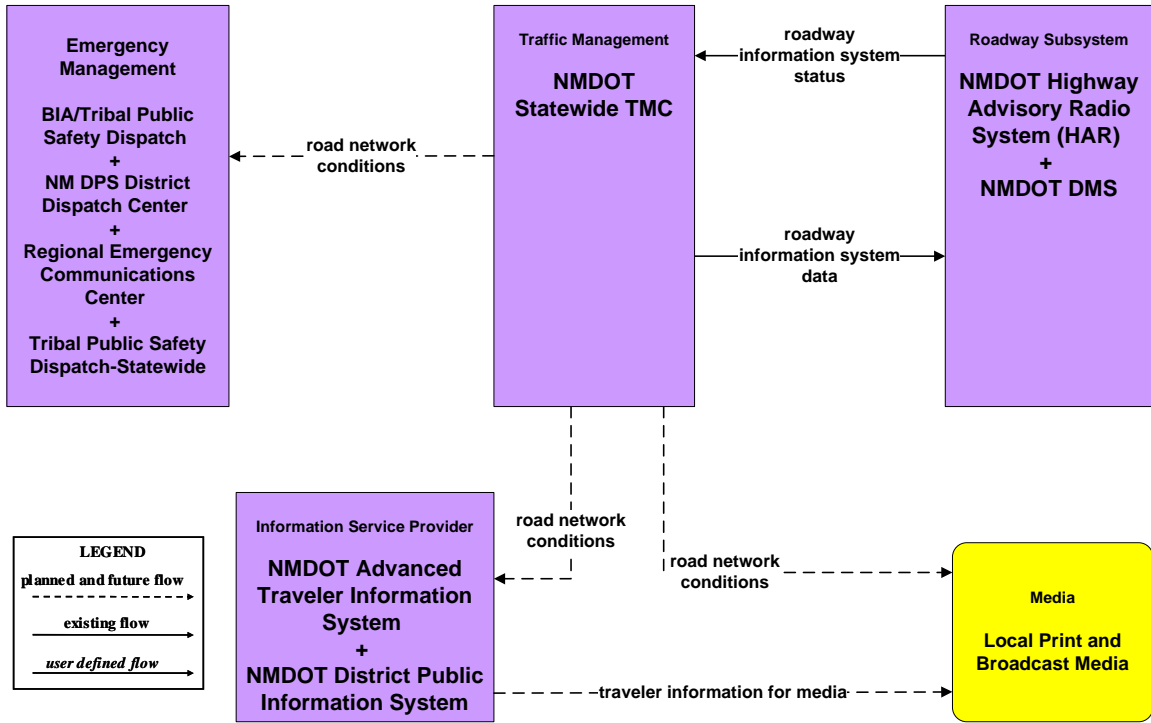 Emergency
Management
BIA/Tribal Public
Safety Dispatch
+
NM DPS District
Dispatch Center
+
Regional Emergency
Communications
Center
+
Tribal Public Safety
Dispatch-Statewide
road network
conditions
Traffic Management
NMDOT
Statewide TMC
roadway
information system
status
roadway
information system
data
Roadway Subsystem
NMDOT Highway
Advisory Radio
System (HAR)
+
NMDOT DMS
road network
conditions
road network
conditions
LEGEND
planned and future flow
existing flow
user defined flow
Information Service Provider
NMDOT Advanced
Traveler Information
System
+
NMDOT District Public
Information System
traveler information for media
Media
Local Print and
Broadcast Media